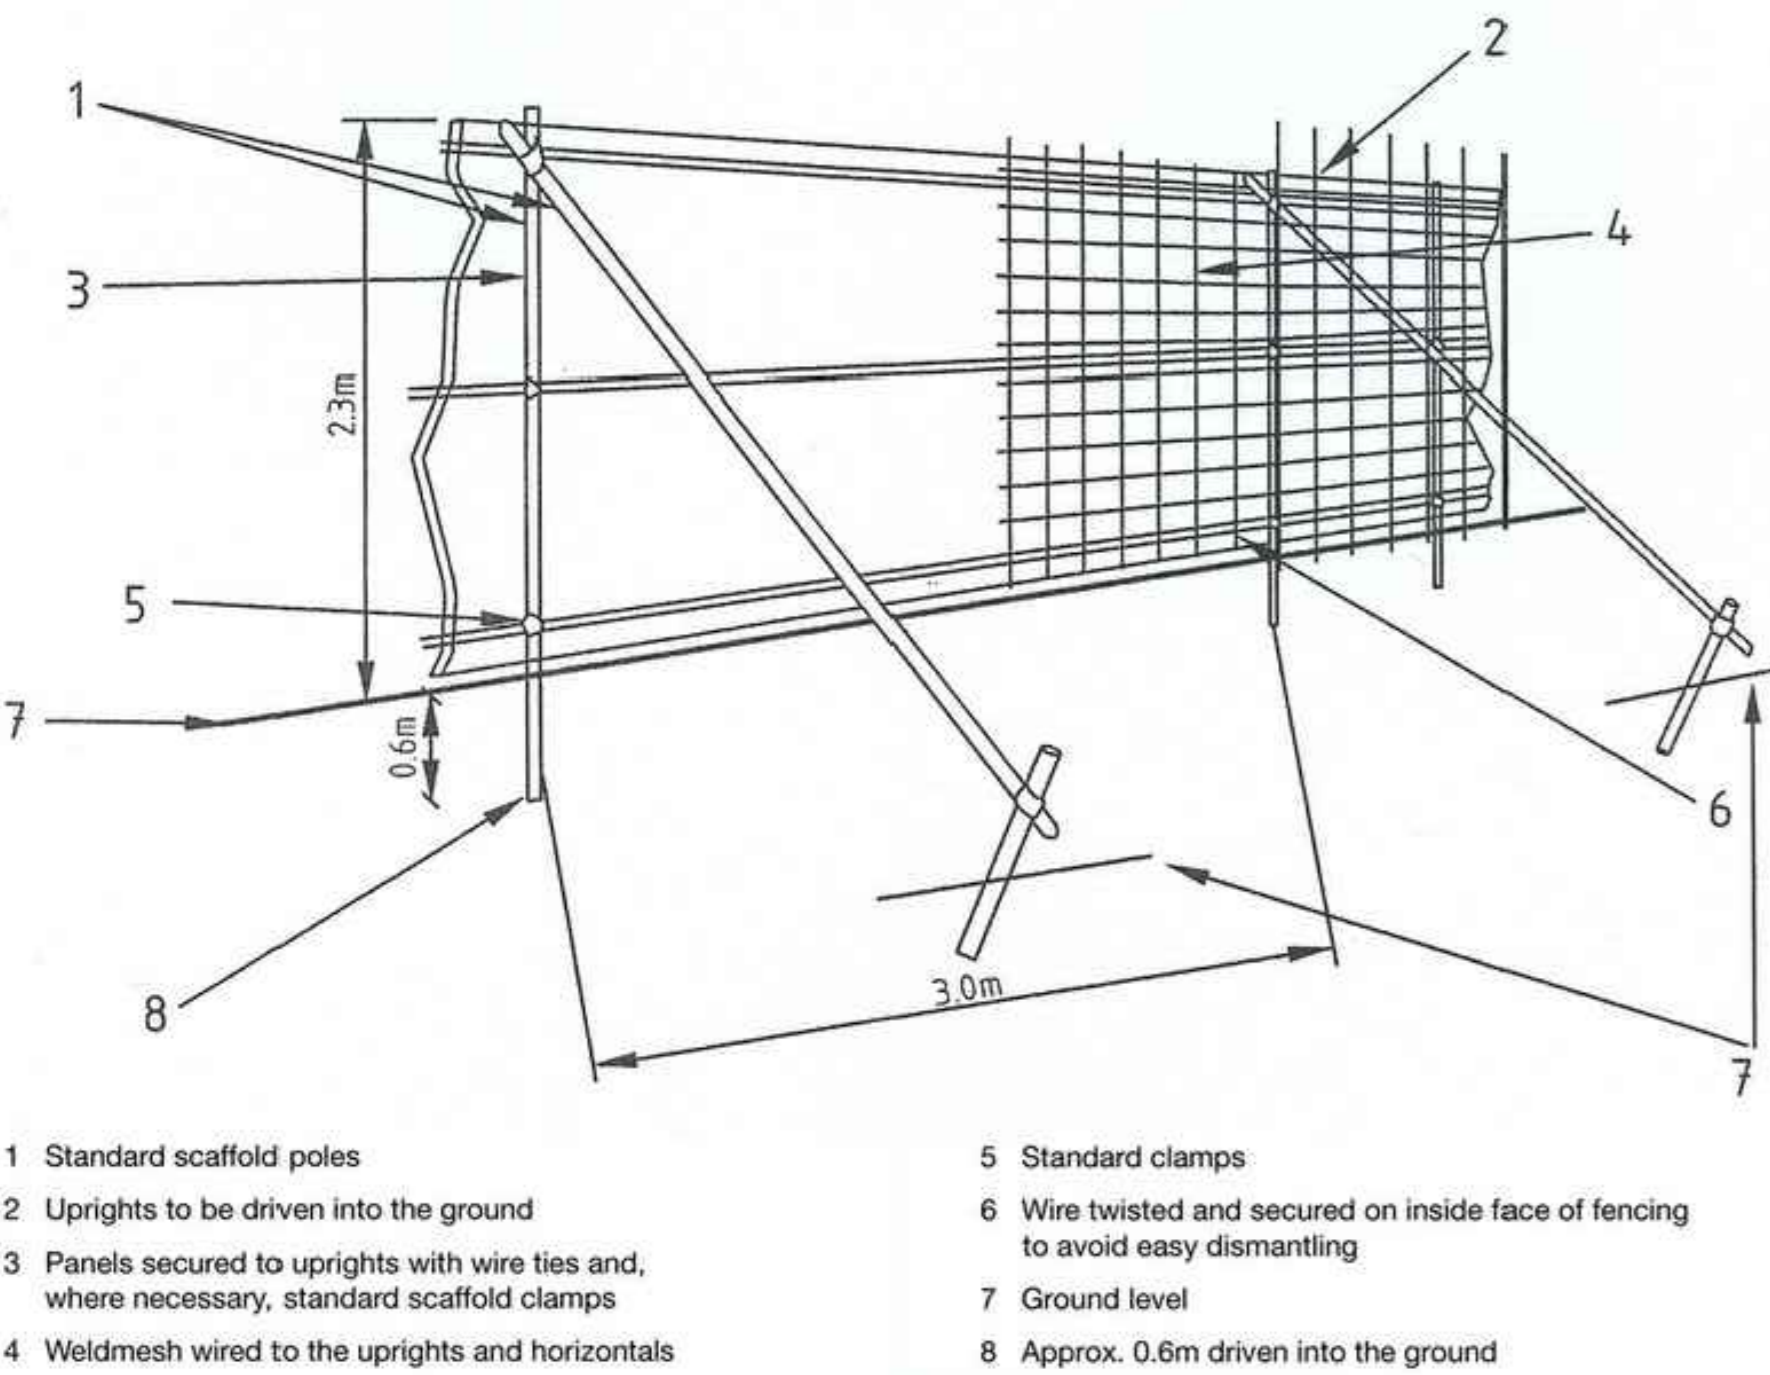 2
1
4
3
2.3m
5
7
0.6m
6
8
3.0m
7
1 Standard scaffold poles
2 Uprights to be driven into the ground
3 Panels secured to uprights with wire ties and,
where necessary, standard scaffold clamps
4 Weldmesh wired to the uprights and horizontals
5 Standard clamps
6 Wire twisted and secured on inside face of fencing
to avoid easy dismantling
7 Ground level
8 Approx. 0.6m driven into the ground